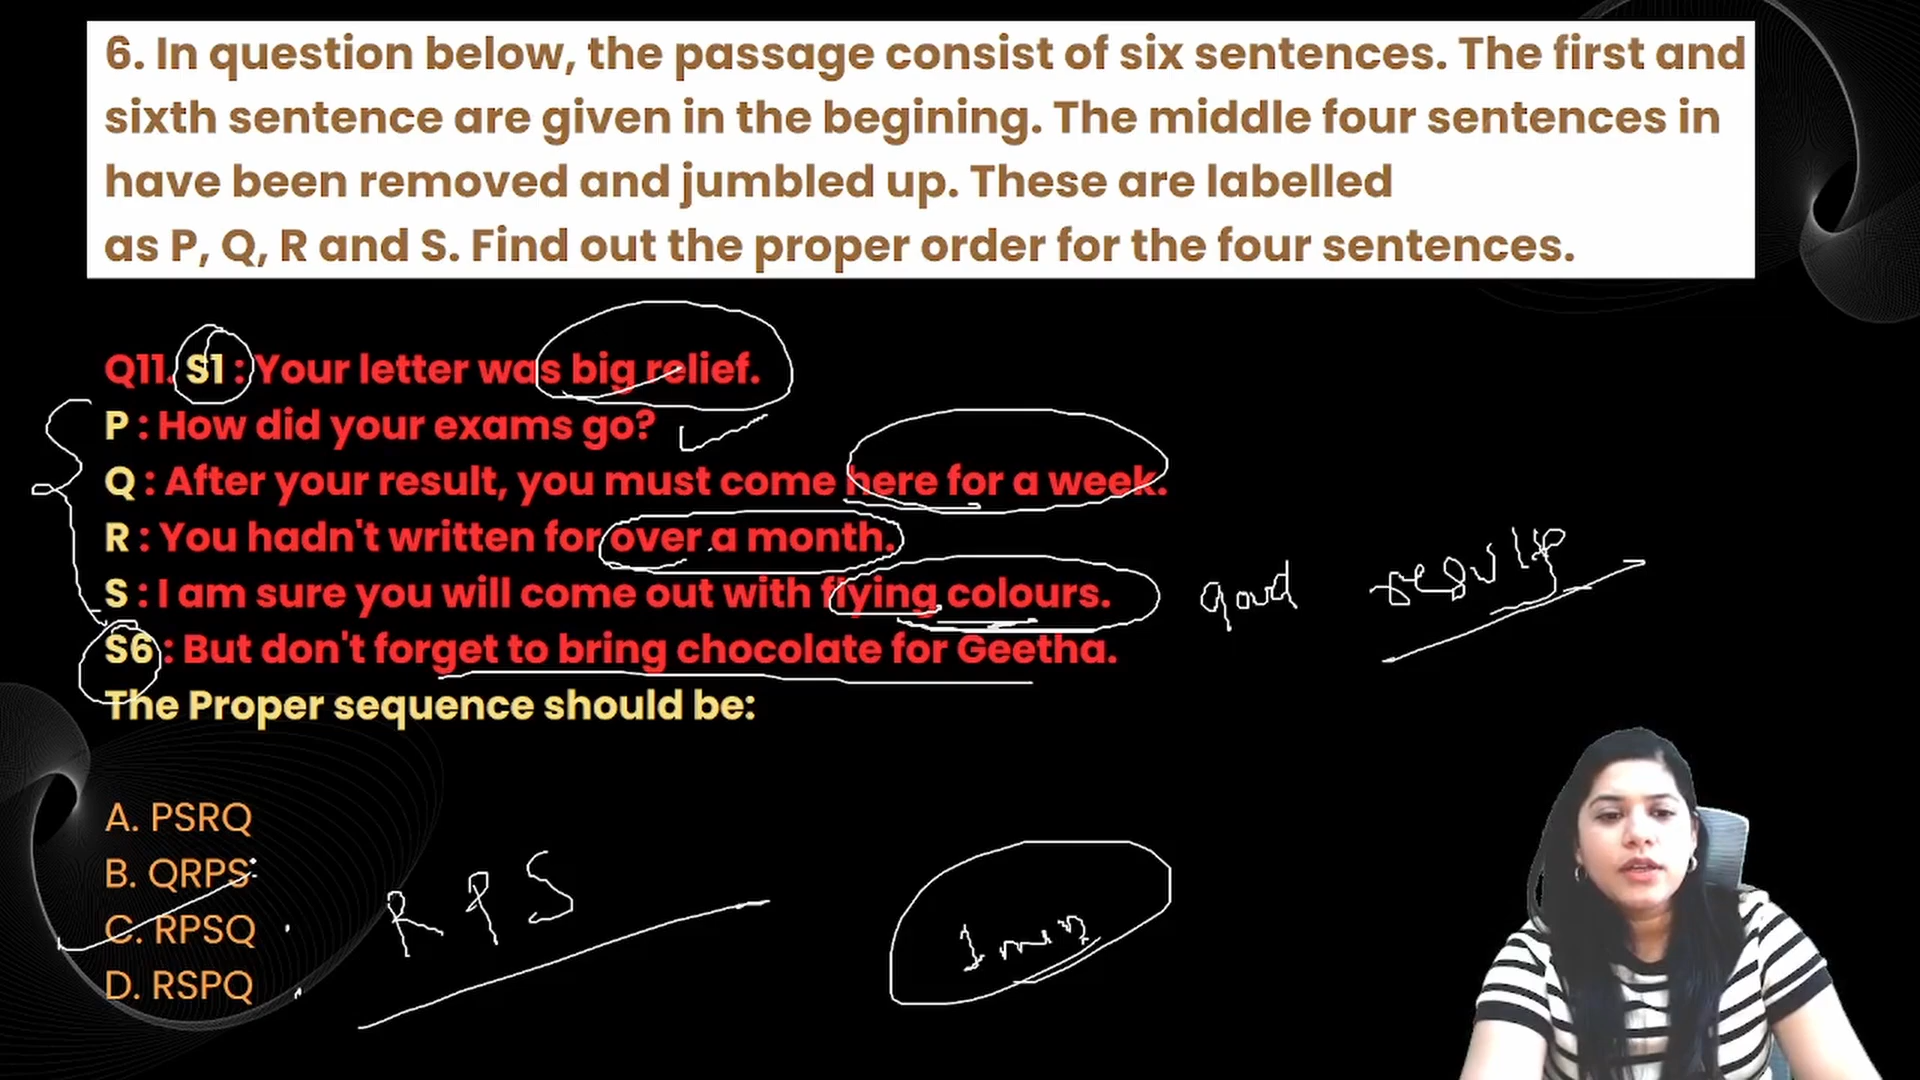 6. In question below, the passage consist of six sentences. The first and
sixth sentence are given in the begining. The middle four sentences in
have been removed and jumbled up. These are labelled
as P, Q, R and S. Find out the proper order for the four sentences.
Q11. S1 : Your letter was big relief.
P : How did your exams go?
Q : After your result, you must come here for a week.
R : You hadn't written for over a month.
S : I am sure you will come out with flying colours.
good
S6 : But don't forget to bring chocolate for Geetha.
The Proper sequence should be:
A. PSRQ
B. QRPS
C. RPSQ
D. RSPQ
R P S